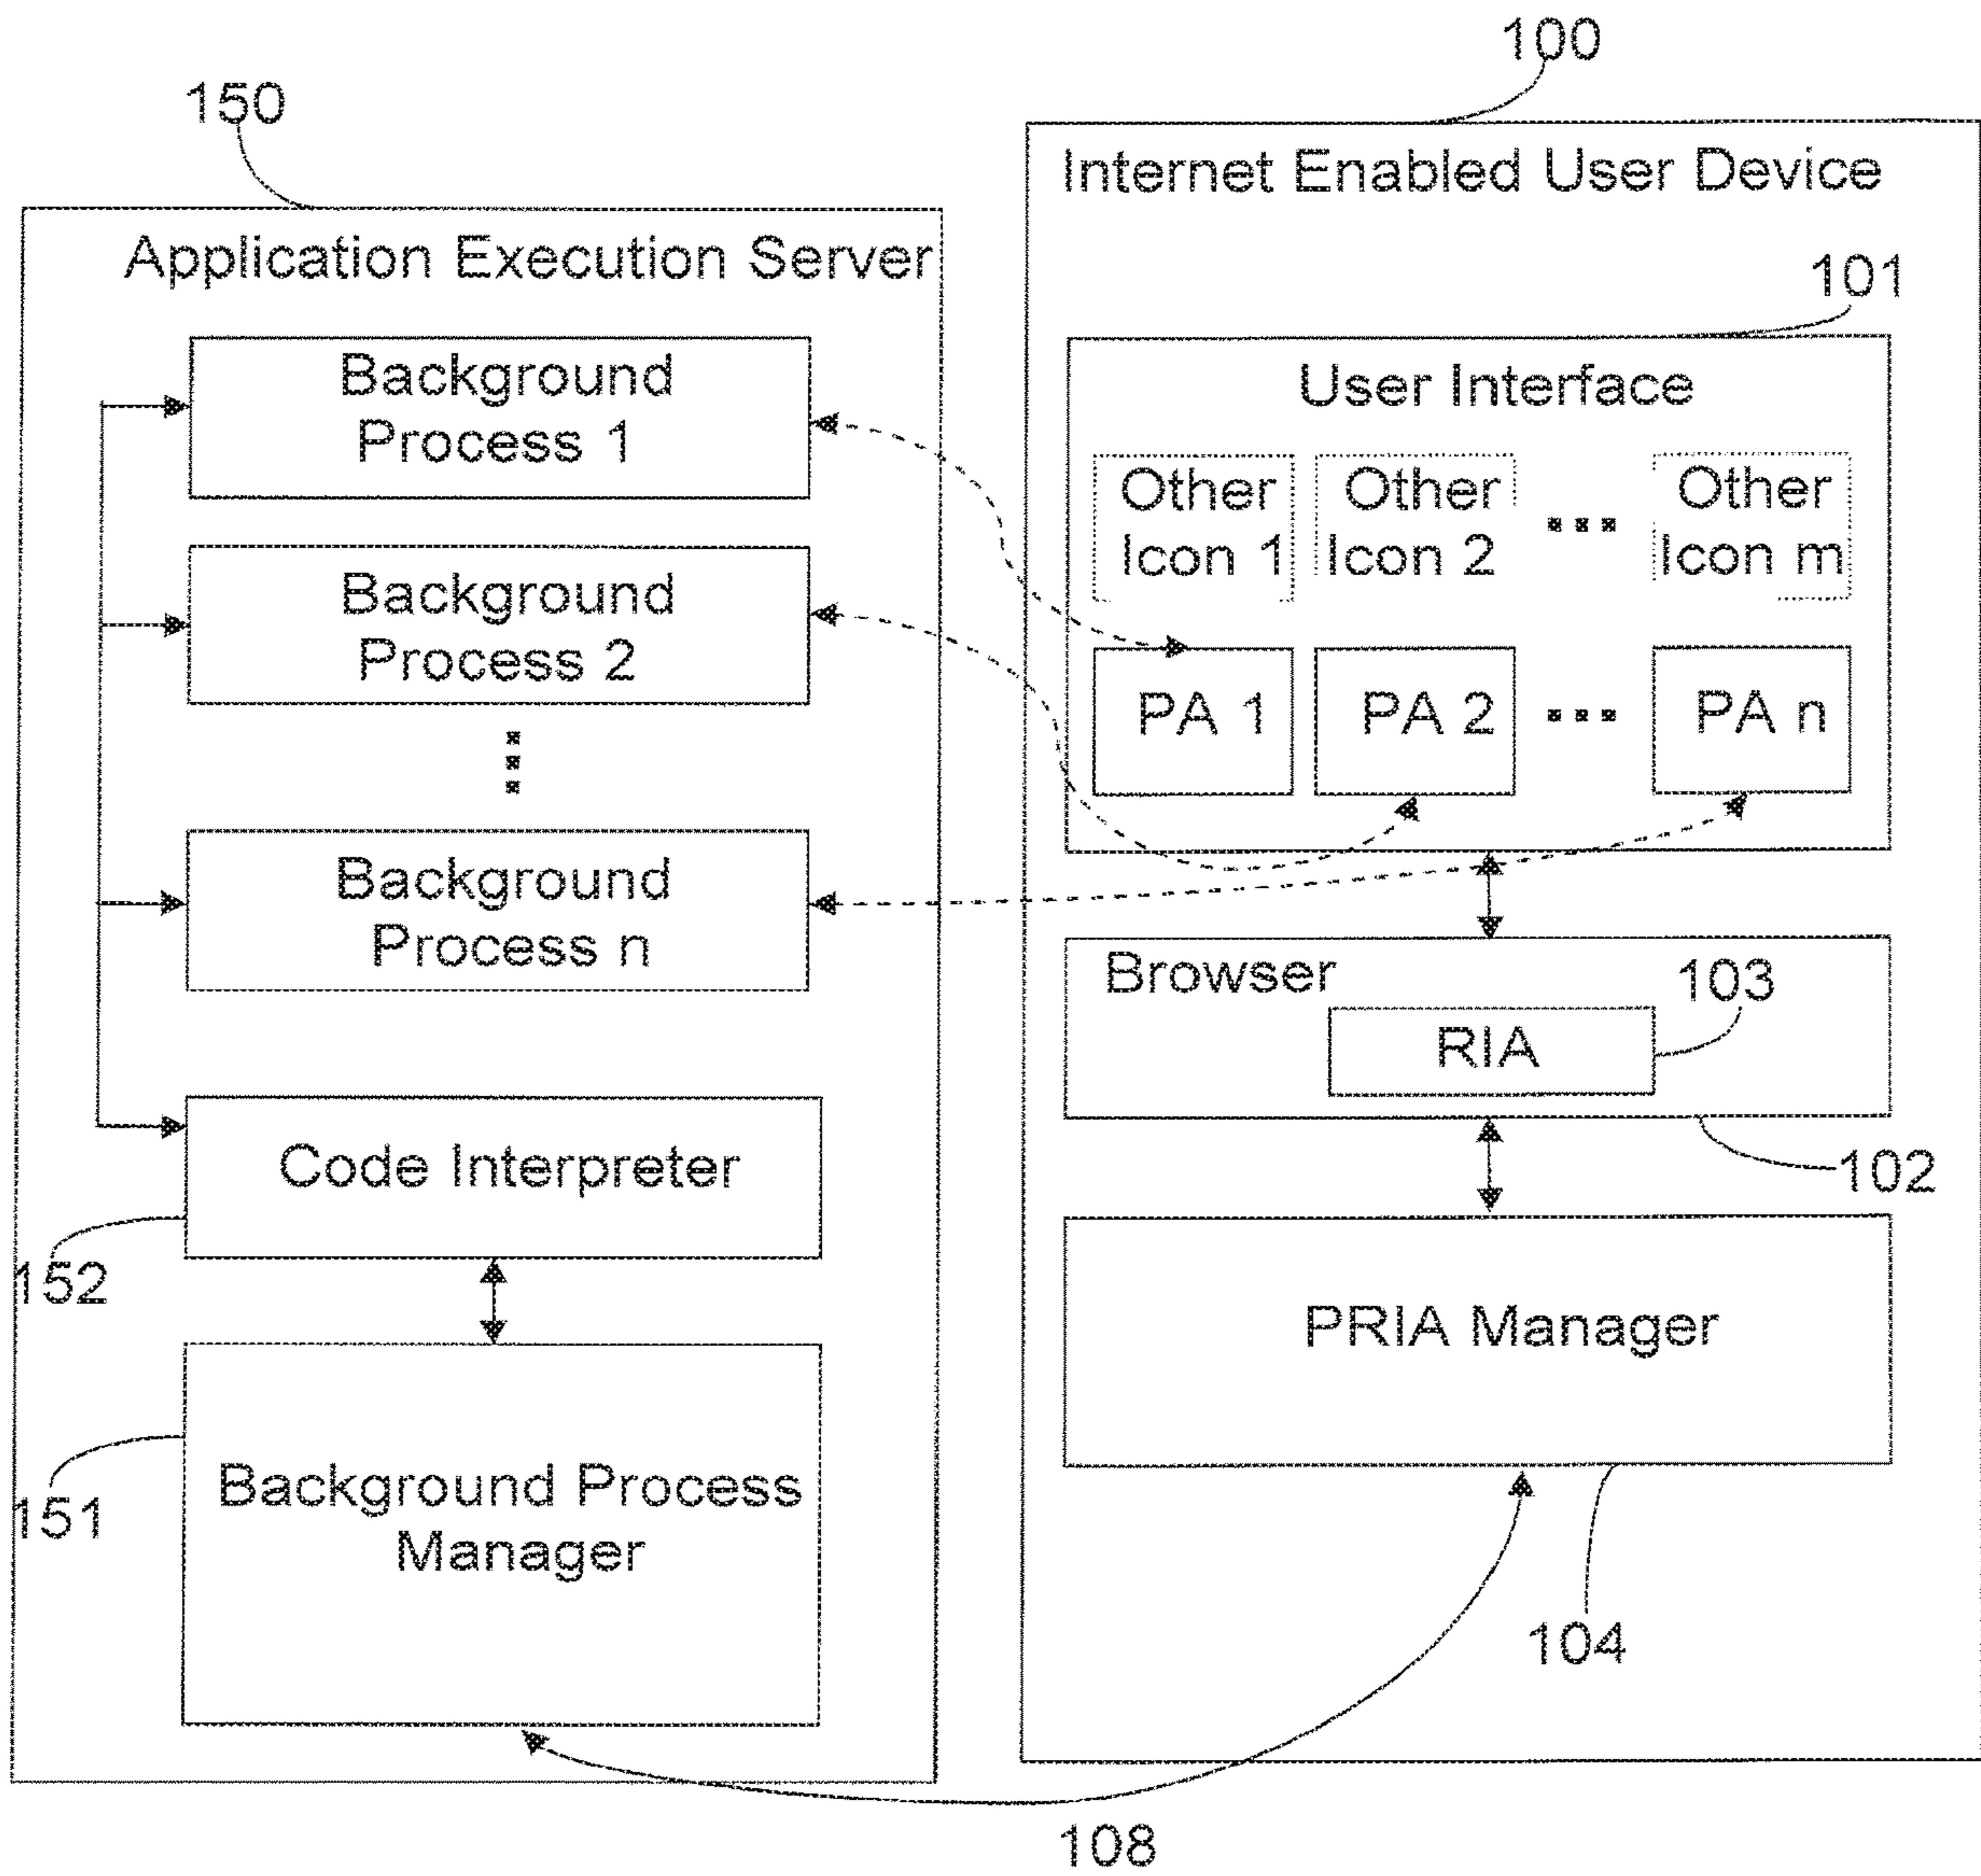 100
150
Internet Enabled User Device
Application Execution Server
101
Background
Process 1
User Interface
Other
Icon 1
Other
Icon 2
...
Other
Icon m
Background
Process 2
PA 1
PA 2
...
PA n
...
Background
Process n
Browser
103
RIA
Code Interpreter
102
152
PRIA Manager
151
Background Process
Manager
104
108